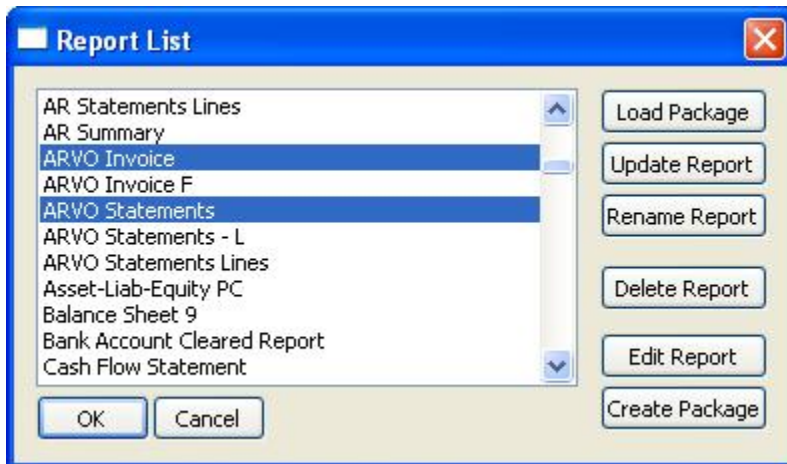 Report List
AR Statements Lines
AR Summary
ARVO Invoice
ARVO Invoice F
ARVO Statements
ARVO Statements - L
ARVO Statements Lines
Asset-Liab-Equity PC
Balance Sheet 9
Bank Account Cleared Report
Cash Flow Statement
Load Package
Update Report
Rename Report
Delete Report
Edit Report
Create Package
OK
Cancel